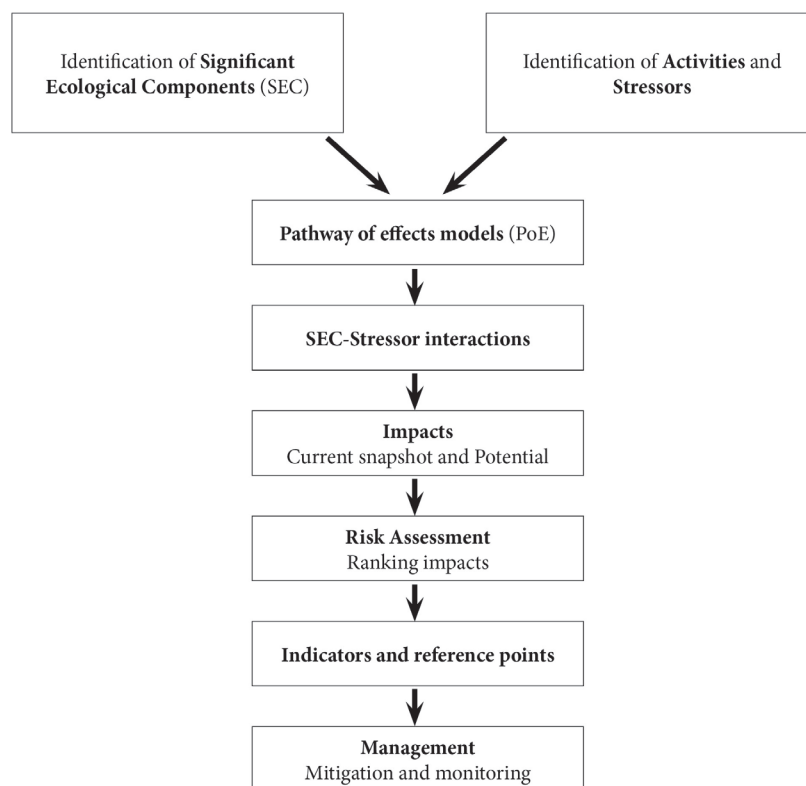 Identification of Significant
Ecological Components (SEC)
Identification of Activities and
Stressors
Pathway of effects models (PoE)
SEC-Stressor interactions
Impacts
Current snapshot and Potential
Risk Assessment
Ranking impacts
Indicators and reference points
Management
Mitigation and monitoring